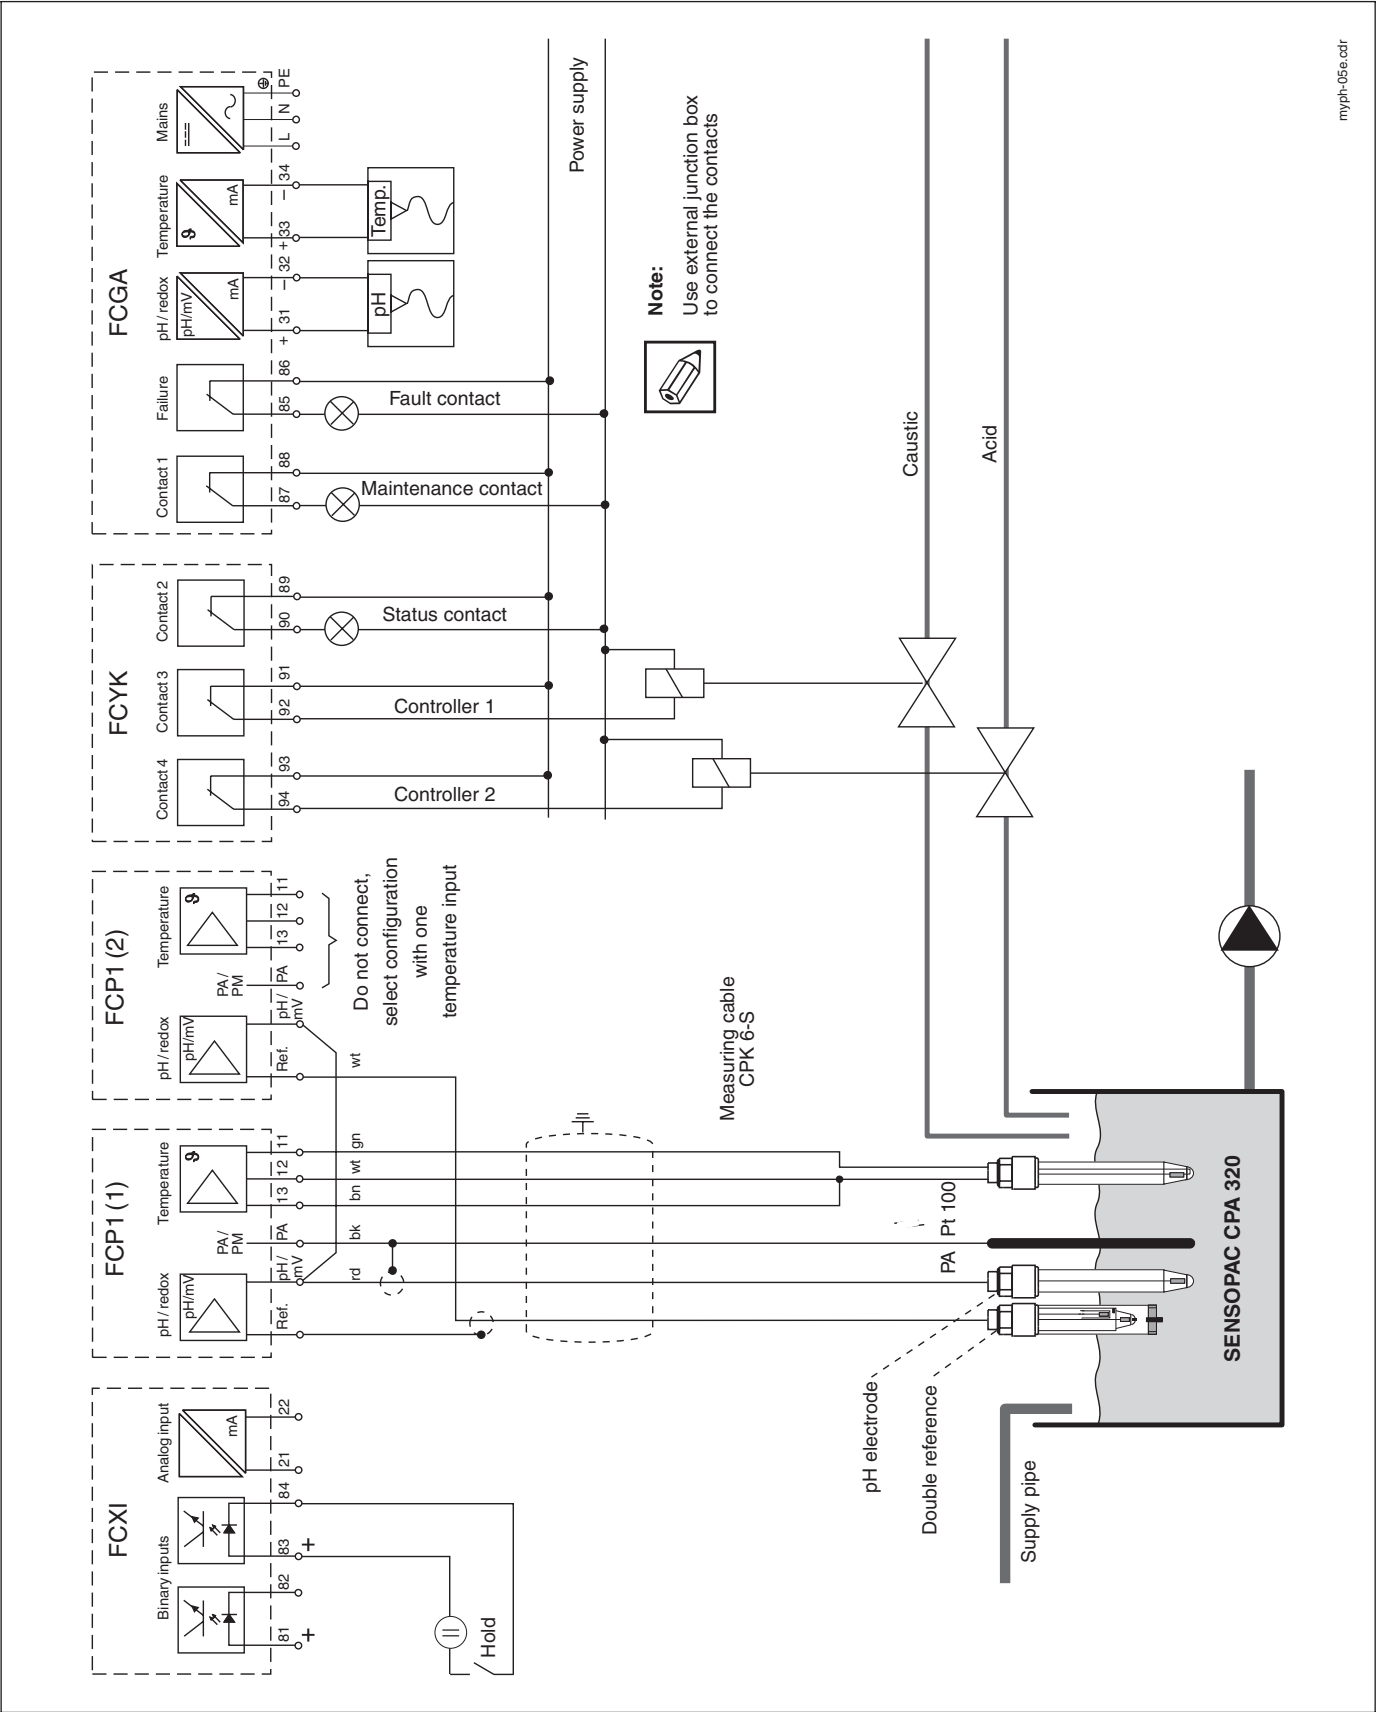 FCXI
Binary inputs
Analog input
mA
81
82
83
84
21
22
+
+
Hold
FCP1 (1)
pH / redox
pH/mV
PA/
PM
Temperature
ϑ
Ref.
pH/
mV
PA
13
12
11
rd
bk
bn
wt
gn
FCP1 (2)
pH / redox
pH/mV
PA/
PM
Temperature
ϑ
Ref.
pH/
mV
PA
13
12
11
wt
Do not connect,
select configuration
with one
temperature input
FCYK
Contact 4
Contact 3
Contact 2
94
93
92
91
90
89
Controller 2
Controller 1
Status contact
FCGA
Contact 1
Failure
pH / redox
pH/mV
mA
Temperature
ϑ
mA
Mains
87
88
85
86
+ 31
– 32
+ 33
– 34
L
N
PE
Maintenance contact
Fault contact
pH
Temp.
Power supply
Note:
Use external junction box
to connect the contacts
Measuring cable
CPK 6-S
Caustic
Acid
PA
Pt 100
pH electrode
Double reference
Supply pipe
SENSOPAC CPA 320
myph-05e.cdr